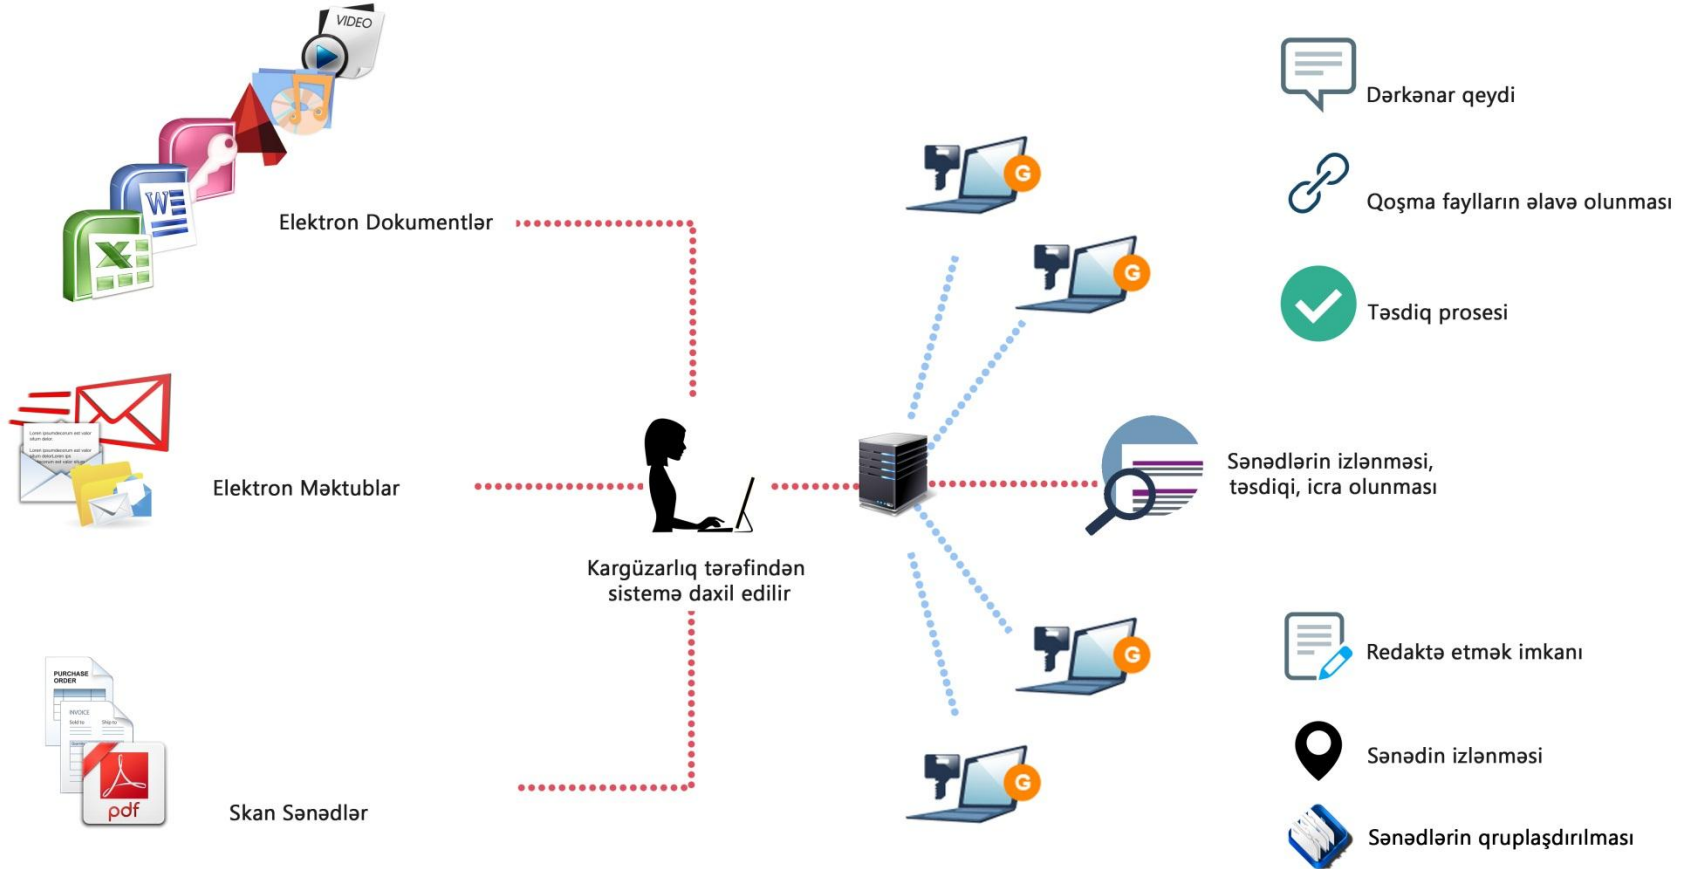 VIDEO
Elektron Dokumentlər
Elektron Məktublar
PURCHASE
ORDER
INVOICE
pdf
Skan Sənədlər
Kargüzarlıq tərəfindən
sistemə daxil edilir
G
G
G
G
Dərkənar qeydi
Qoşma faylların əlavə olunması
Təsdiq prosesi
Sənədlərin izlənməsi,
təsdiqi, icra olunması
Redaktə etmək imkanı
Sənədin izlənməsi
Sənədlərin qruplaşdırılması